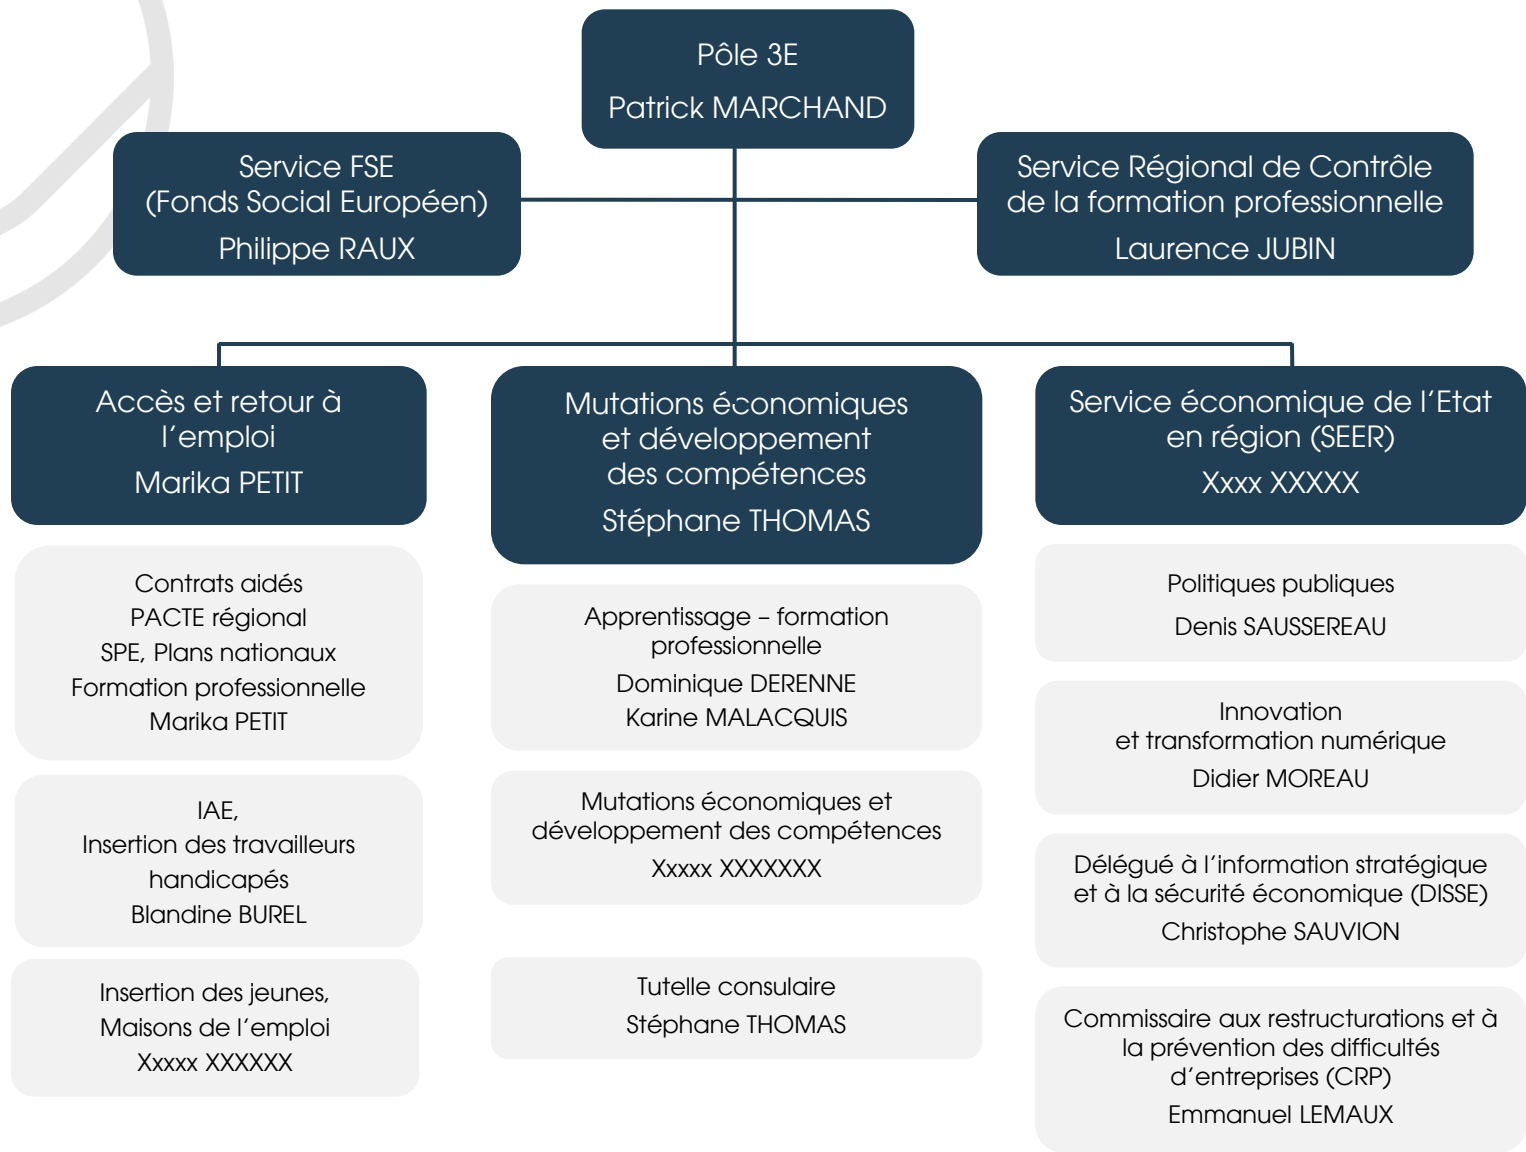 Pôle 3E
Patrick MARCHAND
Service FSE
(Fonds Social Européen)
Philippe RAUX
Service Régional de Contrôle
de la formation professionnelle
Laurence JUBIN
Accès et retour à
l’emploi
Marika PETIT
Contrats aidés
PACTE régional
SPE, Plans nationaux
Formation professionnelle
Marika PETIT
IAE,
Insertion des travailleurs
handicapés
Blandine BUREL
Insertion des jeunes,
Maisons de l’emploi
Xxxxx XXXXXX
Mutations économiques
et développement
des compétences
Stéphane THOMAS
Apprentissage – formation
professionnelle
Dominique DERENNE
Karine MALACQUIS
Mutations économiques et
développement des compétences
Xxxxx XXXXXXX
Tutelle consulaire
Stéphane THOMAS
Service économique de l’Etat
en région (SEER)
Xxxx XXXXX
Politiques publiques
Denis SAUSSEREAU
Innovation
et transformation numérique
Didier MOREAU
Délégué à l’information stratégique
et à la sécurité économique (DISSE)
Christophe SAUVION
Commissaire aux restructurations et à
la prévention des difficultés
d’entreprises (CRP)
Emmanuel LEMAUX